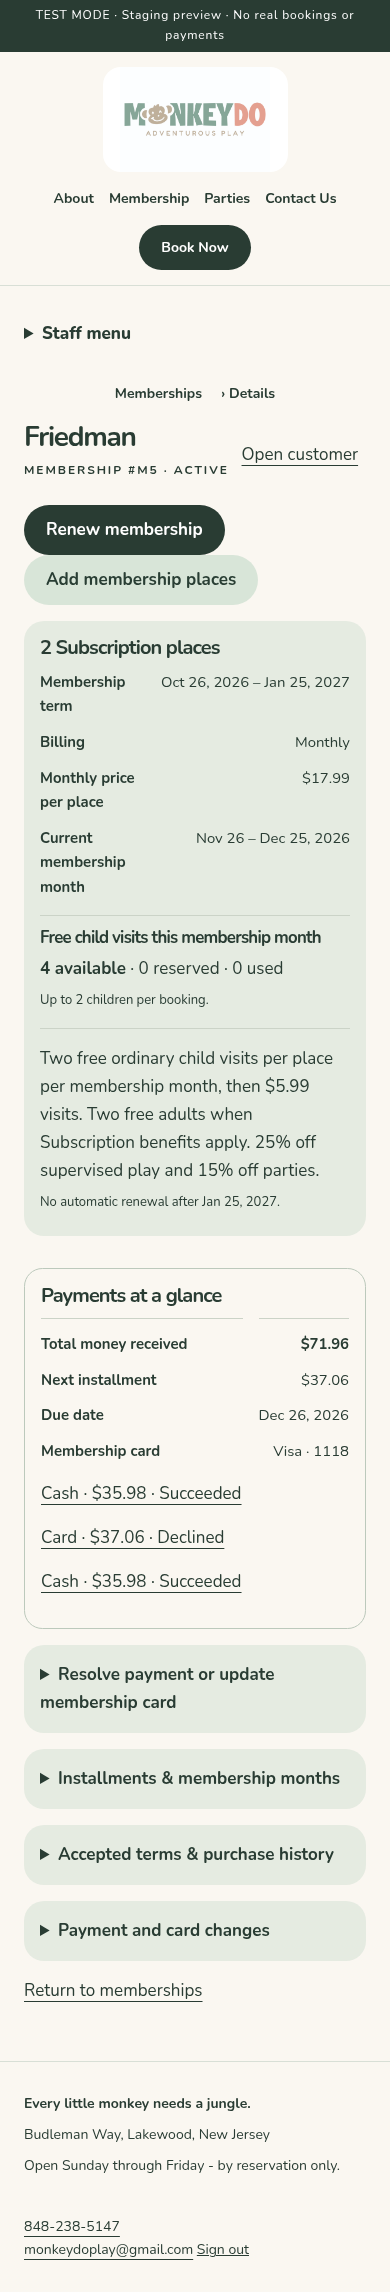 TEST MODE · Staging preview · No real bookings or
payments
MONKEYDO
ADVENTUROUS PLAY
About Membership Parties Contact Us
Book Now
Staff menu
Memberships › Details
Friedman
MEMBERSHIP #M5 · ACTIVE
Open customer
Renew membership
Add membership places
2 Subscription places
Membership term Oct 26, 2026 – Jan 25, 2027
Billing Monthly
Monthly price per place $17.99
Current membership month Nov 26 – Dec 25, 2026
Free child visits this membership month
4 available · 0 reserved · 0 used
Up to 2 children per booking.
Two free ordinary child visits per place
per membership month, then $5.99
visits. Two free adults when
Subscription benefits apply. 25% off
supervised play and 15% off parties.
No automatic renewal after Jan 25, 2027.
Payments at a glance
Total money received $71.96
Next installment $37.06
Due date Dec 26, 2026
Membership card Visa · 1118
Cash · $35.98 · Succeeded
Card · $37.06 · Declined
Cash · $35.98 · Succeeded
Resolve payment or update
membership card
Installments & membership months
Accepted terms & purchase history
Payment and card changes
Return to memberships
Every little monkey needs a jungle.
Budleman Way, Lakewood, New Jersey
Open Sunday through Friday - by reservation only.
848-238-5147
monkeydoplay@gmail.com Sign out